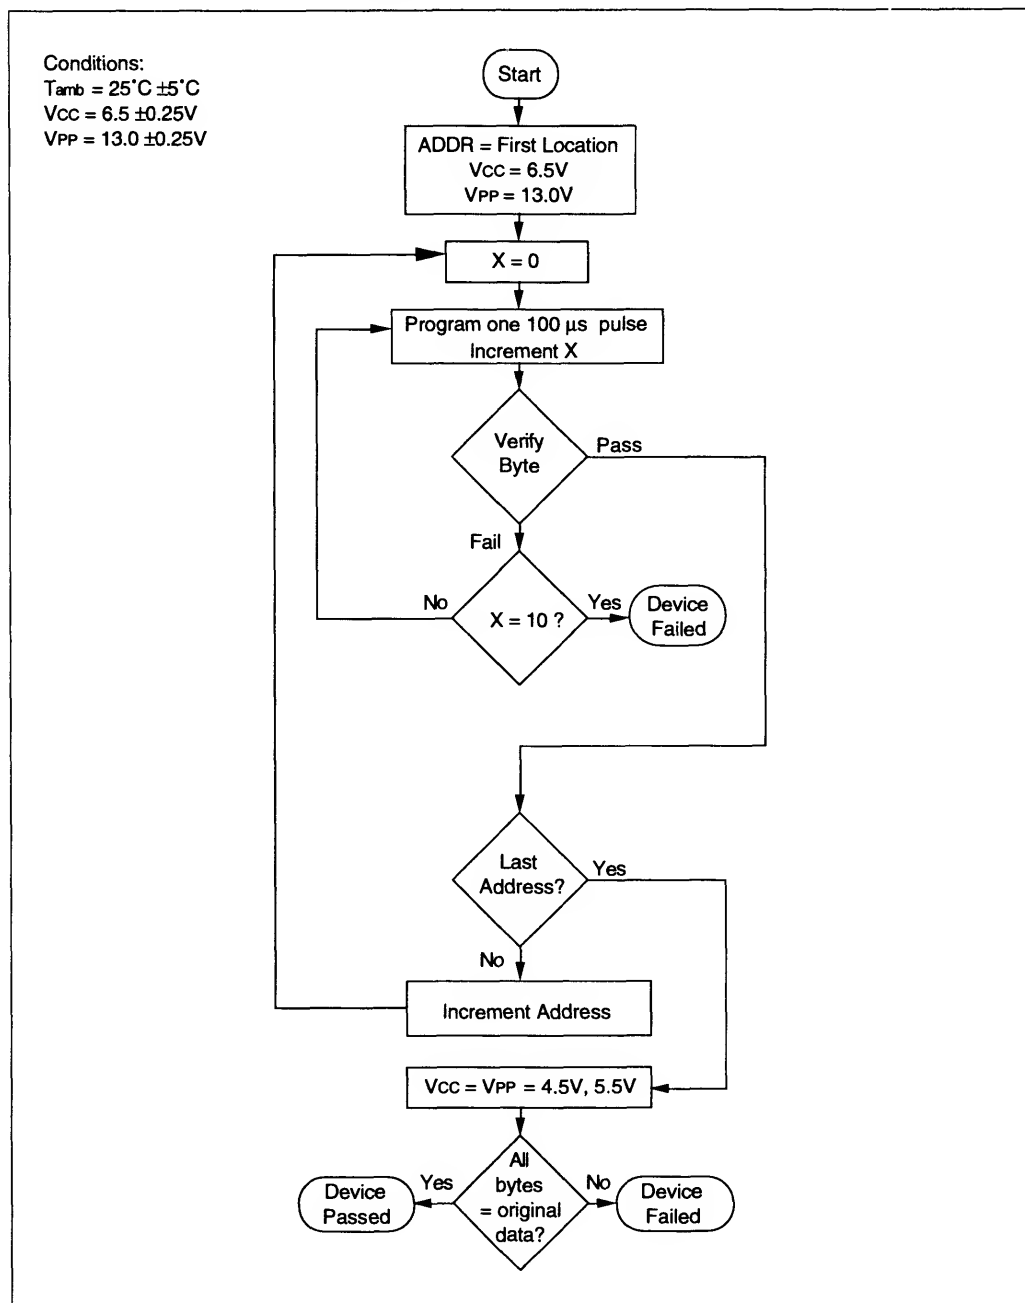 Conditions:
Tamb = 25˚C ±5˚C
VCC = 6.5 ±0.25V
VPP = 13.0 ±0.25V
Start
ADDR = First Location
VCC = 6.5V
VPP = 13.0V
X = 0
Program one 100 µs pulse
Increment X
Verify
Byte
Pass
Fail
No
X = 10 ?
Yes
Device
Failed
Last
Address?
Yes
No
Increment Address
VCC = VPP = 4.5V, 5.5V
All
bytes
= original
data?
Yes
No
Device
Passed
Device
Failed